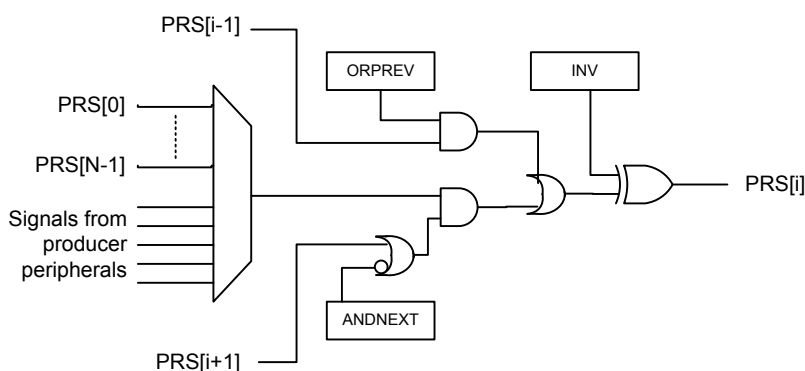 PRS[i-1]
ORPREV
INV
PRS[0]
PRS[N-1]
PRS[i]
Signals from
producer
peripherals
ANDNEXT
PRS[i+1]